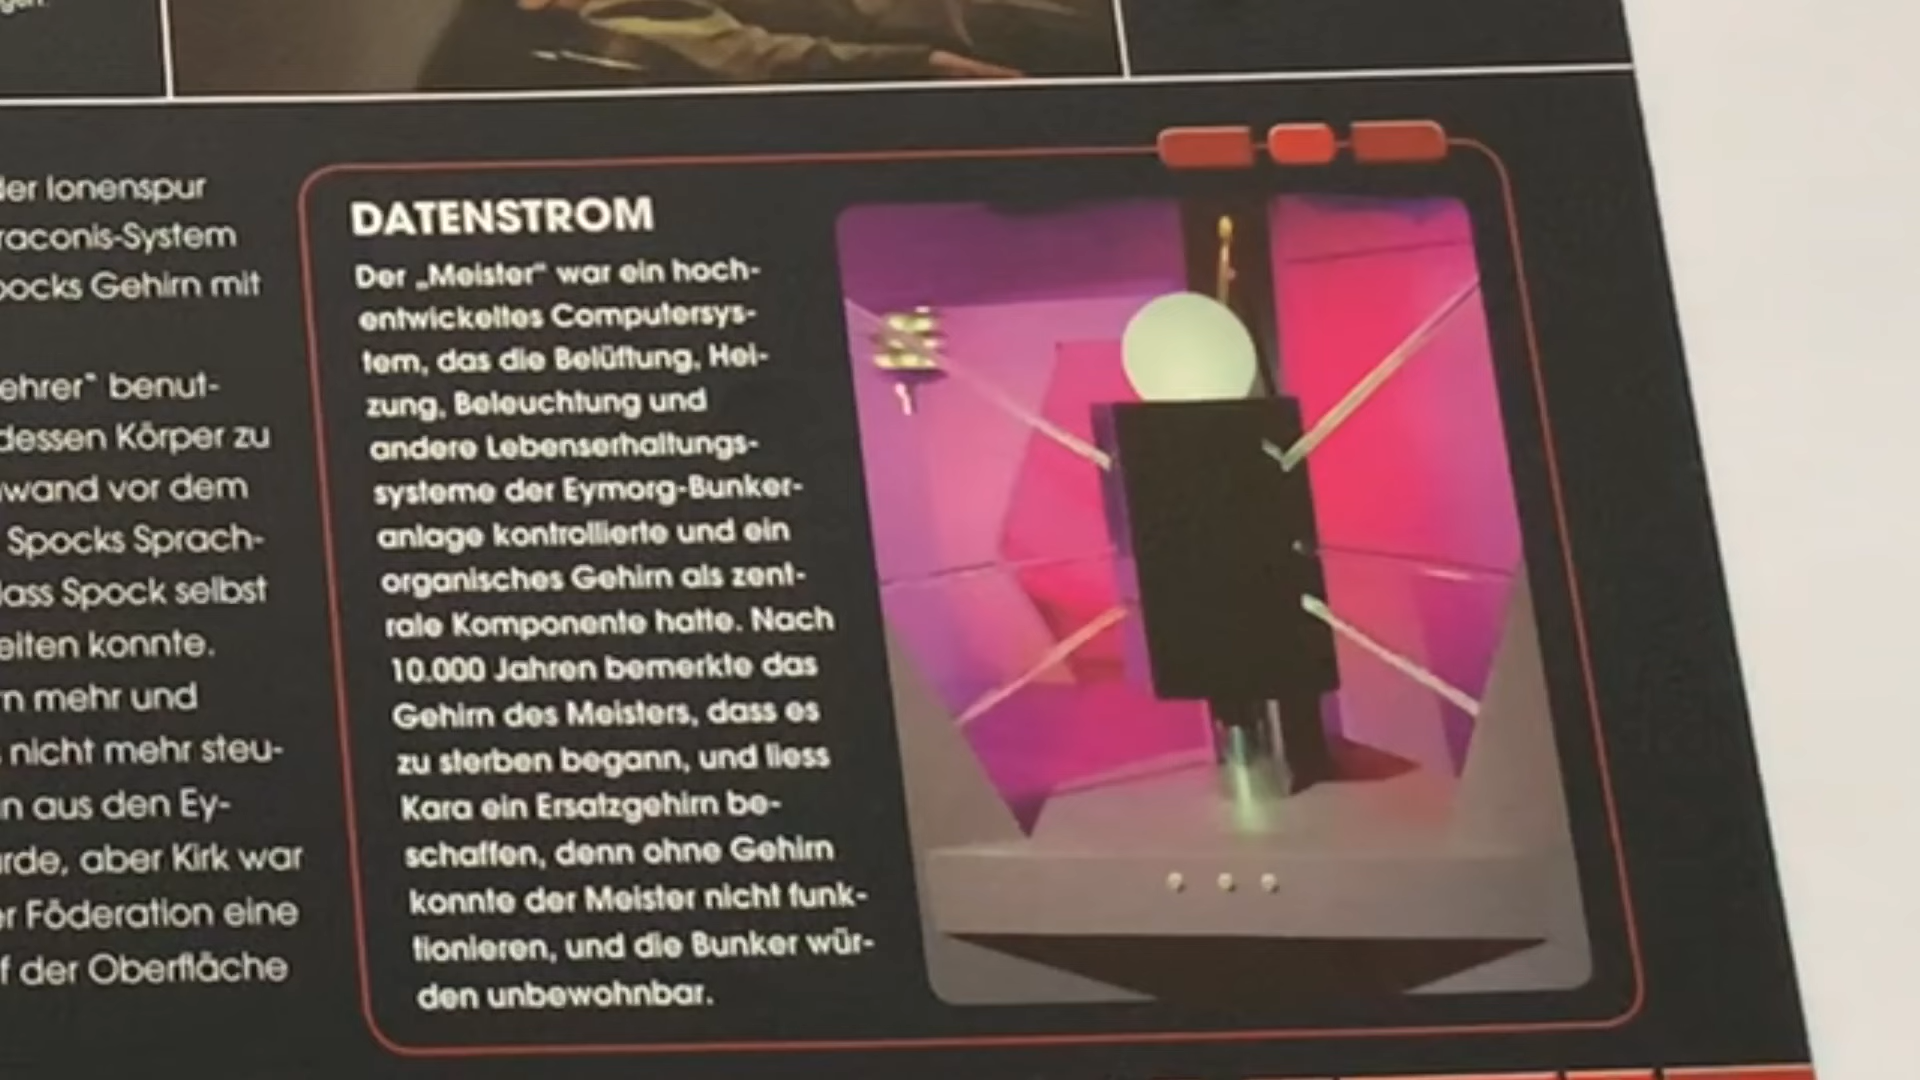 der Ionenspur
raconis-System
pocks Gehirn mit
ehrer" benut-
dessen Körper zu
wand vor dem
Spocks Sprach-
dass Spock selbst
eiten konnte.
n mehr und
nicht mehr steu-
n aus den Ey-
urde, aber Kirk war
er Föderation eine
f der Oberfläche
DATENSTROM
Der „Meister" war ein hoch-
entwickeltes Computersys-
tem, das die Belüftung, Hei-
zung, Beleuchtung und
andere Lebenserhaltungs-
systeme der Eymorg-Bunker-
anlage kontrollierte und ein
organisches Gehirn als zent-
rale Komponente hatte. Nach
10.000 Jahren bemerkte das
Gehirn des Meisters, dass es
zu sterben begann, und liess
Kara ein Ersatzgehirn be-
schaffen, denn ohne Gehirn
konnte der Meister nicht funk-
tionieren, und die Bunker wür-
den unbewohnbar.